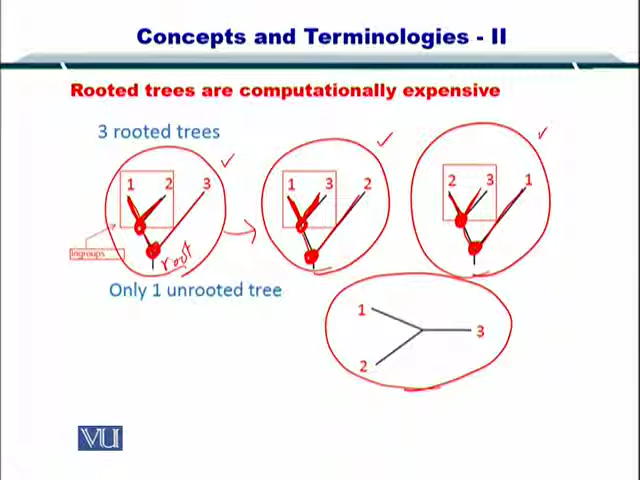 Concepts and Terminologies - II
Rooted trees are computationally expensive
3 rooted trees
1 2 3
1 3 2
2 3 1
Ingroups
root
Only 1 unrooted tree
1
3
2
VU